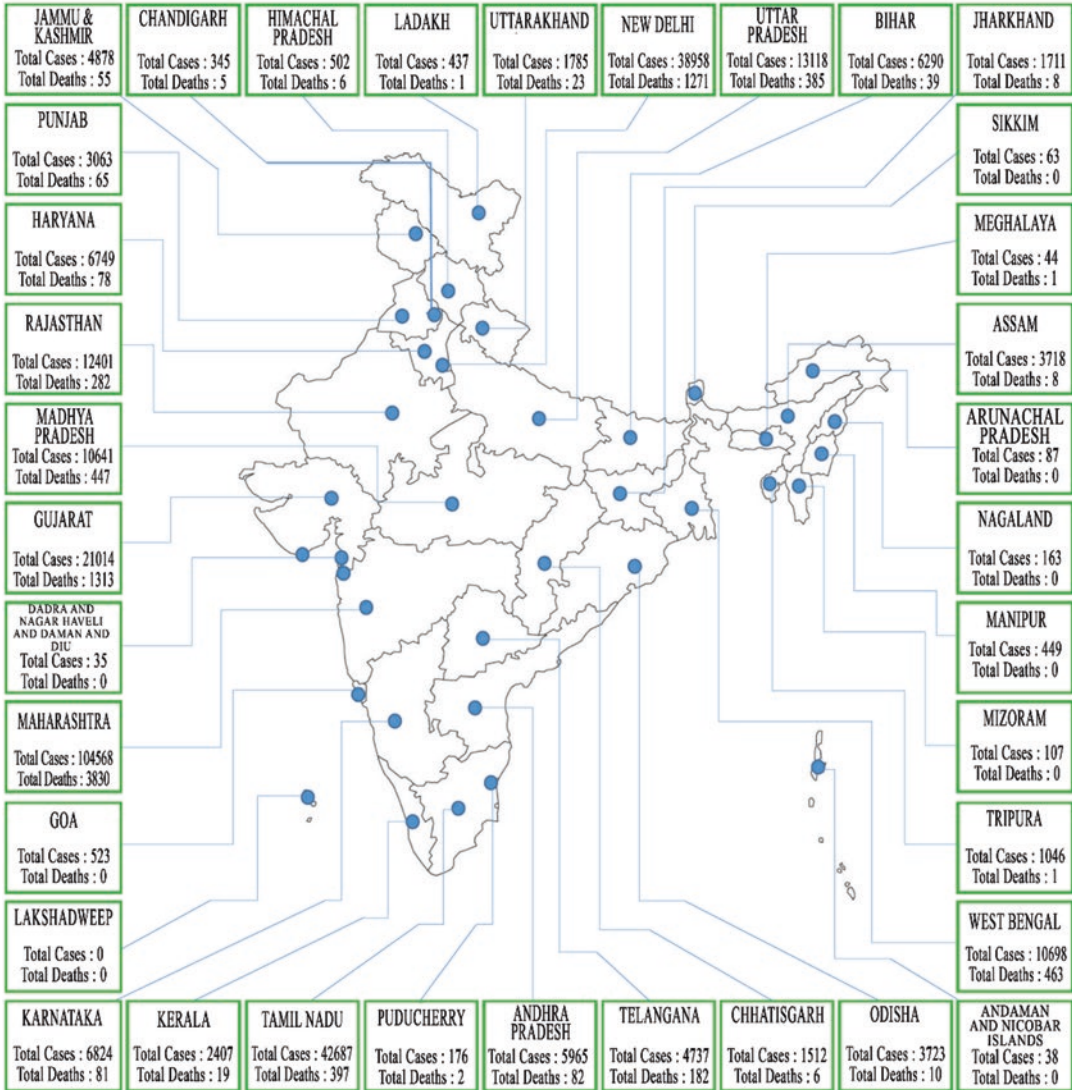 JAMMU &
KASHMIR
Total Cases : 4878
Total Deaths : 55
CHANDIGARH
Total Cases : 345
Total Deaths : 5
HIMACHAL
PRADESH
Total Cases : 502
Total Deaths : 6
LADAKH
Total Cases : 437
Total Deaths : 1
UTTARAKHAND
Total Cases : 1785
Total Deaths : 23
NEW DELHI
Total Cases : 38958
Total Deaths : 1271
UTTAR
PRADESH
Total Cases : 13118
Total Deaths : 385
BIHAR
Total Cases : 6290
Total Deaths : 39
JHARKHAND
Total Cases : 1711
Total Deaths : 8
PUNJAB
Total Cases : 3063
Total Deaths : 65
HARYANA
Total Cases : 6749
Total Deaths : 78
RAJASTHAN
Total Cases : 12401
Total Deaths : 282
MADHYA
PRADESH
Total Cases : 10641
Total Deaths : 447
GUJARAT
Total Cases : 21014
Total Deaths : 1313
DADRA AND
NAGAR HAVELI
AND DAMAN AND
DIU
Total Cases : 35
Total Deaths : 0
MAHARASHTRA
Total Cases : 104568
Total Deaths : 3830
GOA
Total Cases : 523
Total Deaths : 0
LAKSHADWEEP
Total Cases : 0
Total Deaths : 0
SIKKIM
Total Cases : 63
Total Deaths : 0
MEGHALAYA
Total Cases : 44
Total Deaths : 1
ASSAM
Total Cases : 3718
Total Deaths : 8
ARUNACHAL
PRADESH
Total Cases : 87
Total Deaths : 0
NAGALAND
Total Cases : 163
Total Deaths : 0
MANIPUR
Total Cases : 449
Total Deaths : 0
MIZORAM
Total Cases : 107
Total Deaths : 0
TRIPURA
Total Cases : 1046
Total Deaths : 1
WEST BENGAL
Total Cases : 10698
Total Deaths : 463
KARNATAKA
Total Cases : 6824
Total Deaths : 81
KERALA
Total Cases : 2407
Total Deaths : 19
TAMIL NADU
Total Cases : 42687
Total Deaths : 397
PUDUCHERRY
Total Cases : 176
Total Deaths : 2
ANDHRA
PRADESH
Total Cases : 5965
Total Deaths : 82
TELANGANA
Total Cases : 4737
Total Deaths : 182
CHHATISGARH
Total Cases : 1512
Total Deaths : 6
ODISHA
Total Cases : 3723
Total Deaths : 10
ANDAMAN
AND NICOBAR
ISLANDS
Total Cases : 38
Total Deaths : 0